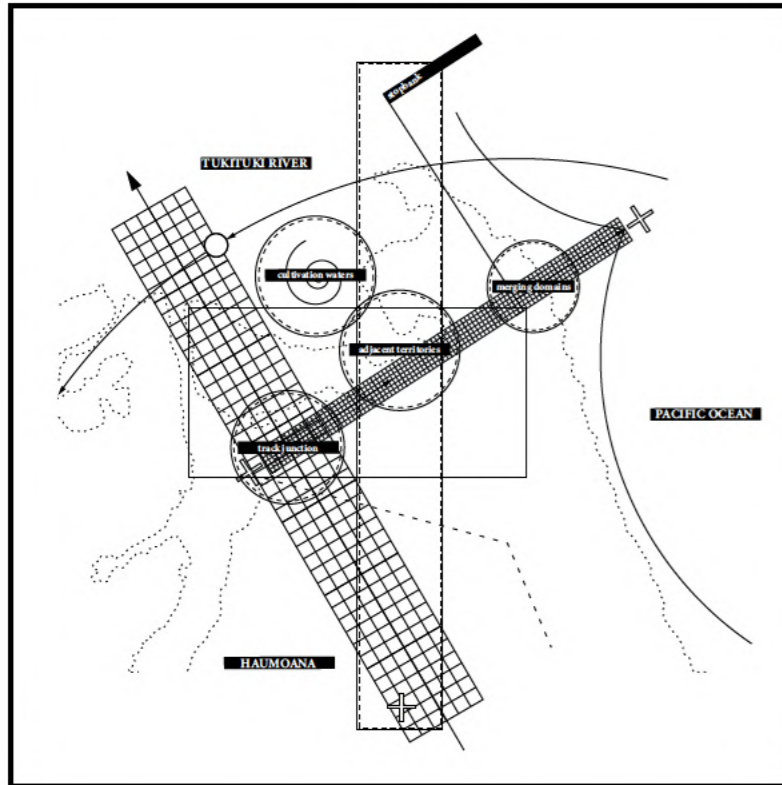 stopbank
TUKITUKI RIVER
cultivation waters
merging domains
adjacent territories
PACIFIC OCEAN
track junction
HAUMOANA